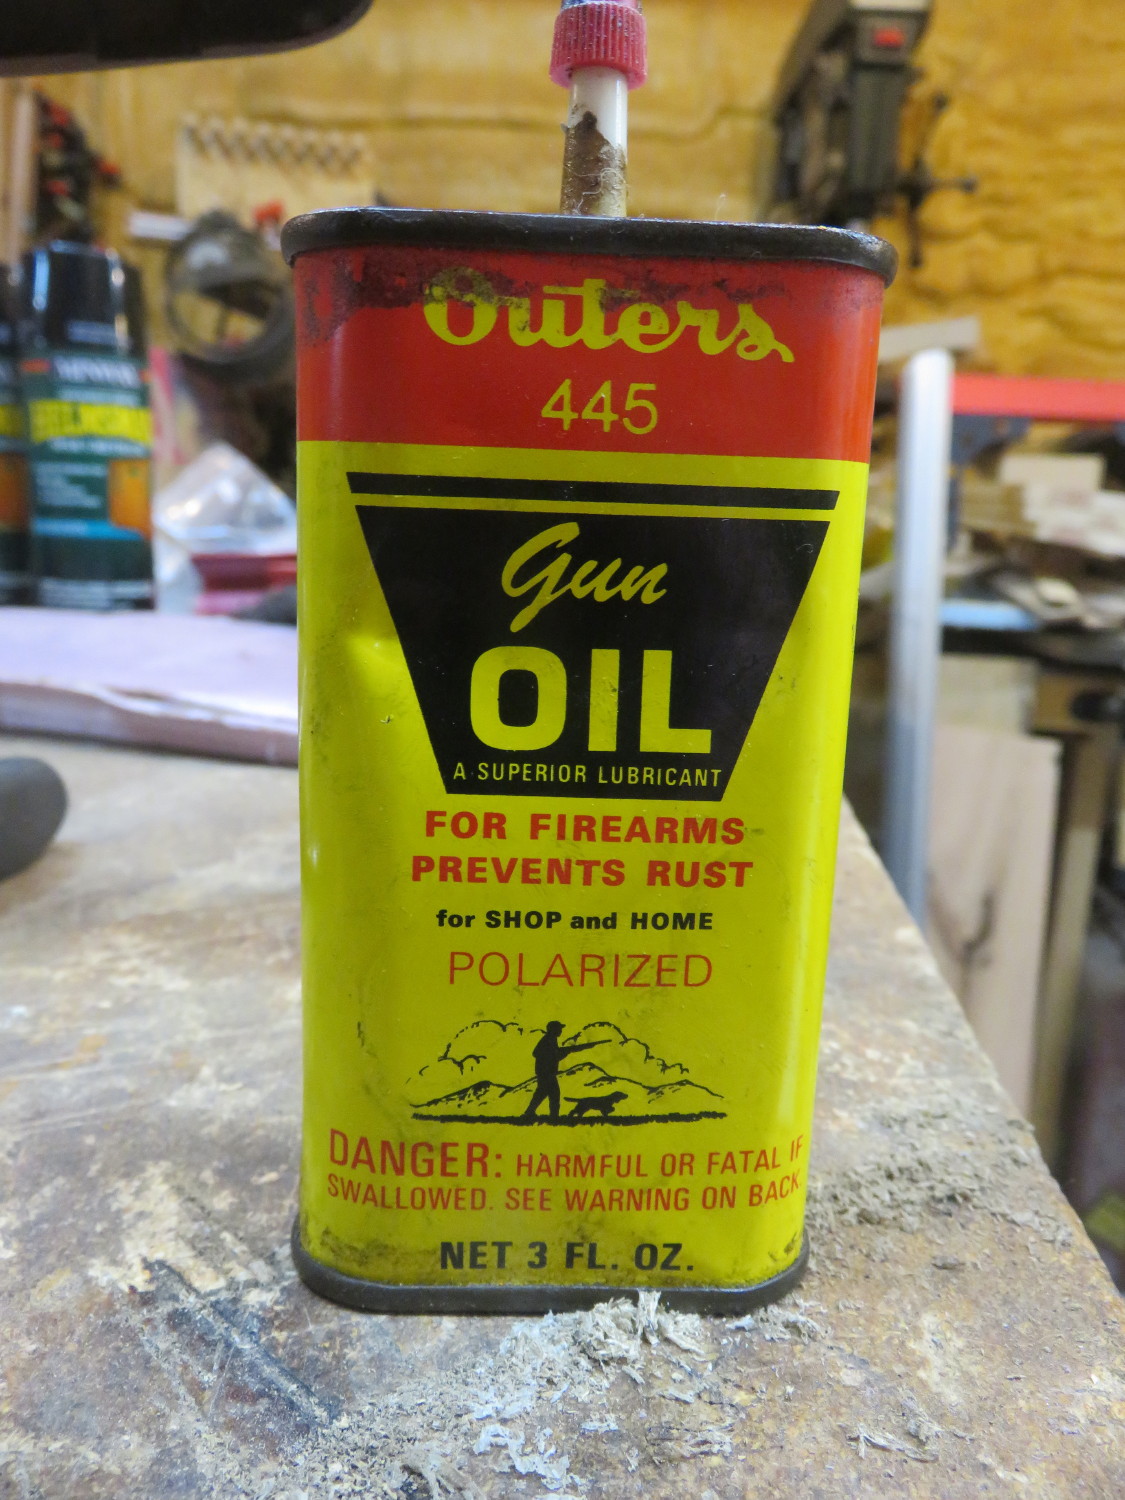 Outers
445
Gun
OIL
A SUPERIOR LUBRICANT
FOR FIREARMS
PREVENTS RUST
for SHOP and HOME
POLARIZED
DANGER: HARMFUL OR FATAL IF
SWALLOWED. SEE WARNING ON BACK.
NET 3 FL. OZ.